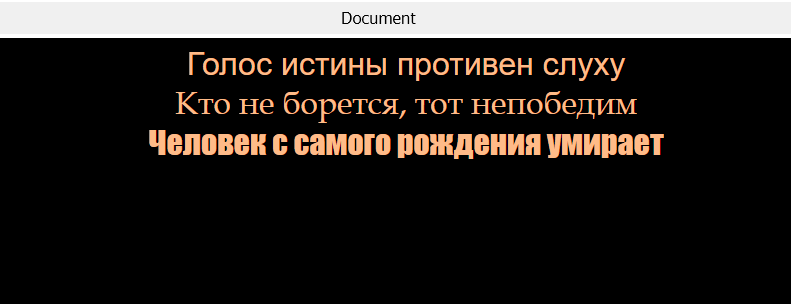 Document
Голос истины противен слуху
Кто не борется, тот непобедим
Человек с самого рождения умирает